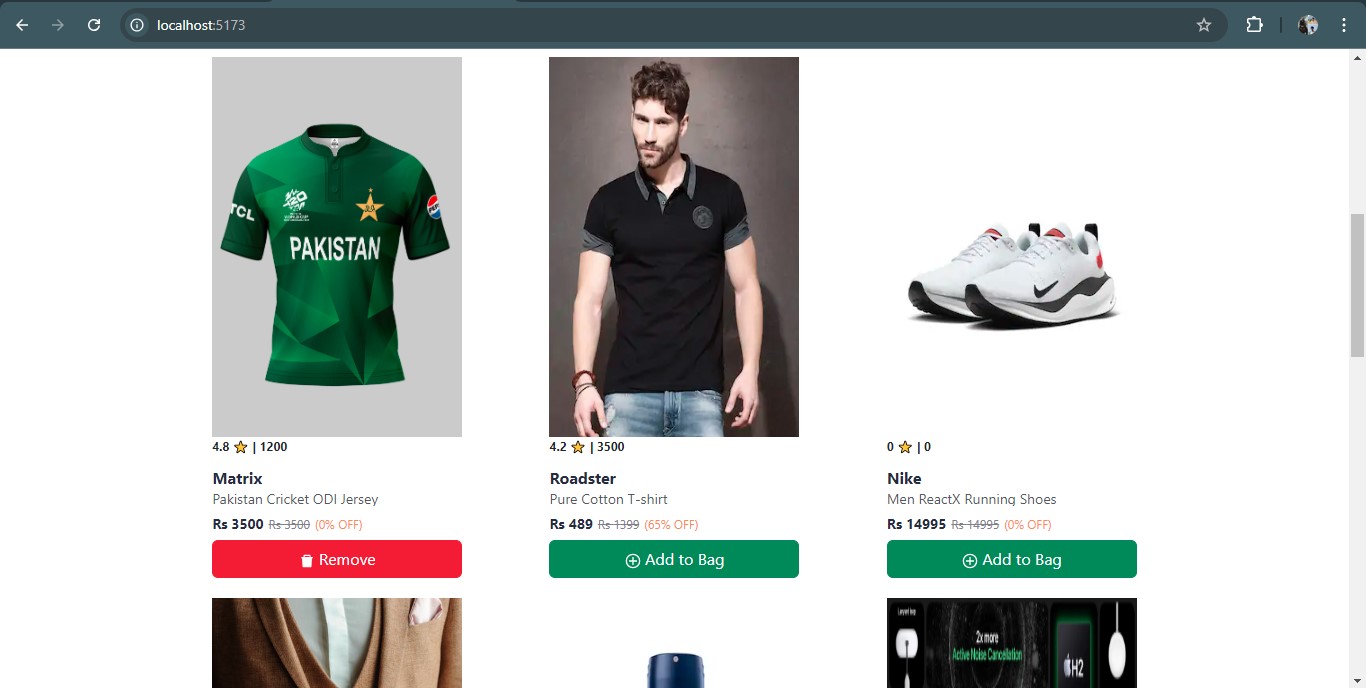 localhost:5173
TCL
PAKISTAN
4.8 ⭐ | 1200
Matrix
Pakistan Cricket ODI Jersey
Rs 3500 Rs 3500 (0% OFF)
Remove
4.2 ⭐ | 3500
Roadster
Pure Cotton T-shirt
Rs 489 Rs 1399 (65% OFF)
Add to Bag
0 ⭐ | 0
Nike
Men ReactX Running Shoes
Rs 14995 Rs 14995 (0% OFF)
Add to Bag
2x more
Active Noise Cancellation
H2